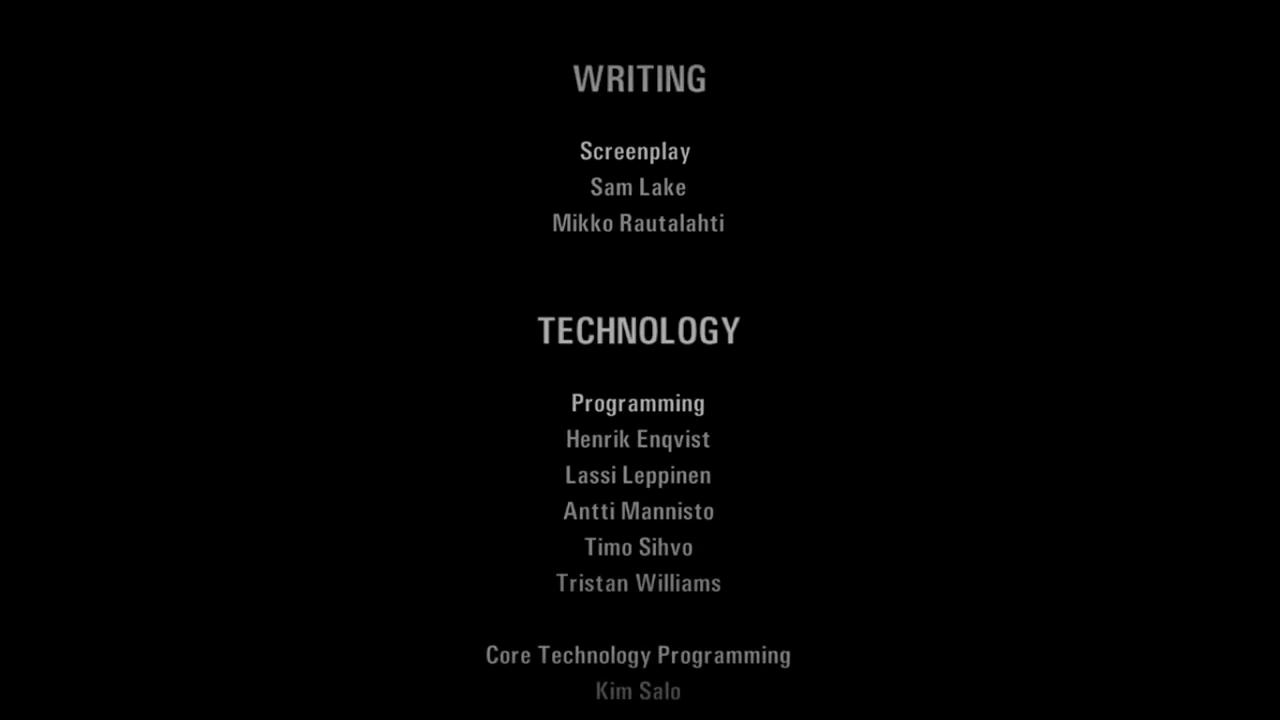 WRITING
Screenplay
Sam Lake
Mikko Rautalahti
TECHNOLOGY
Programming
Henrik Enqvist
Lassi Leppinen
Antti Mannisto
Timo Sihvo
Tristan Williams
Core Technology Programming
Kim Salo